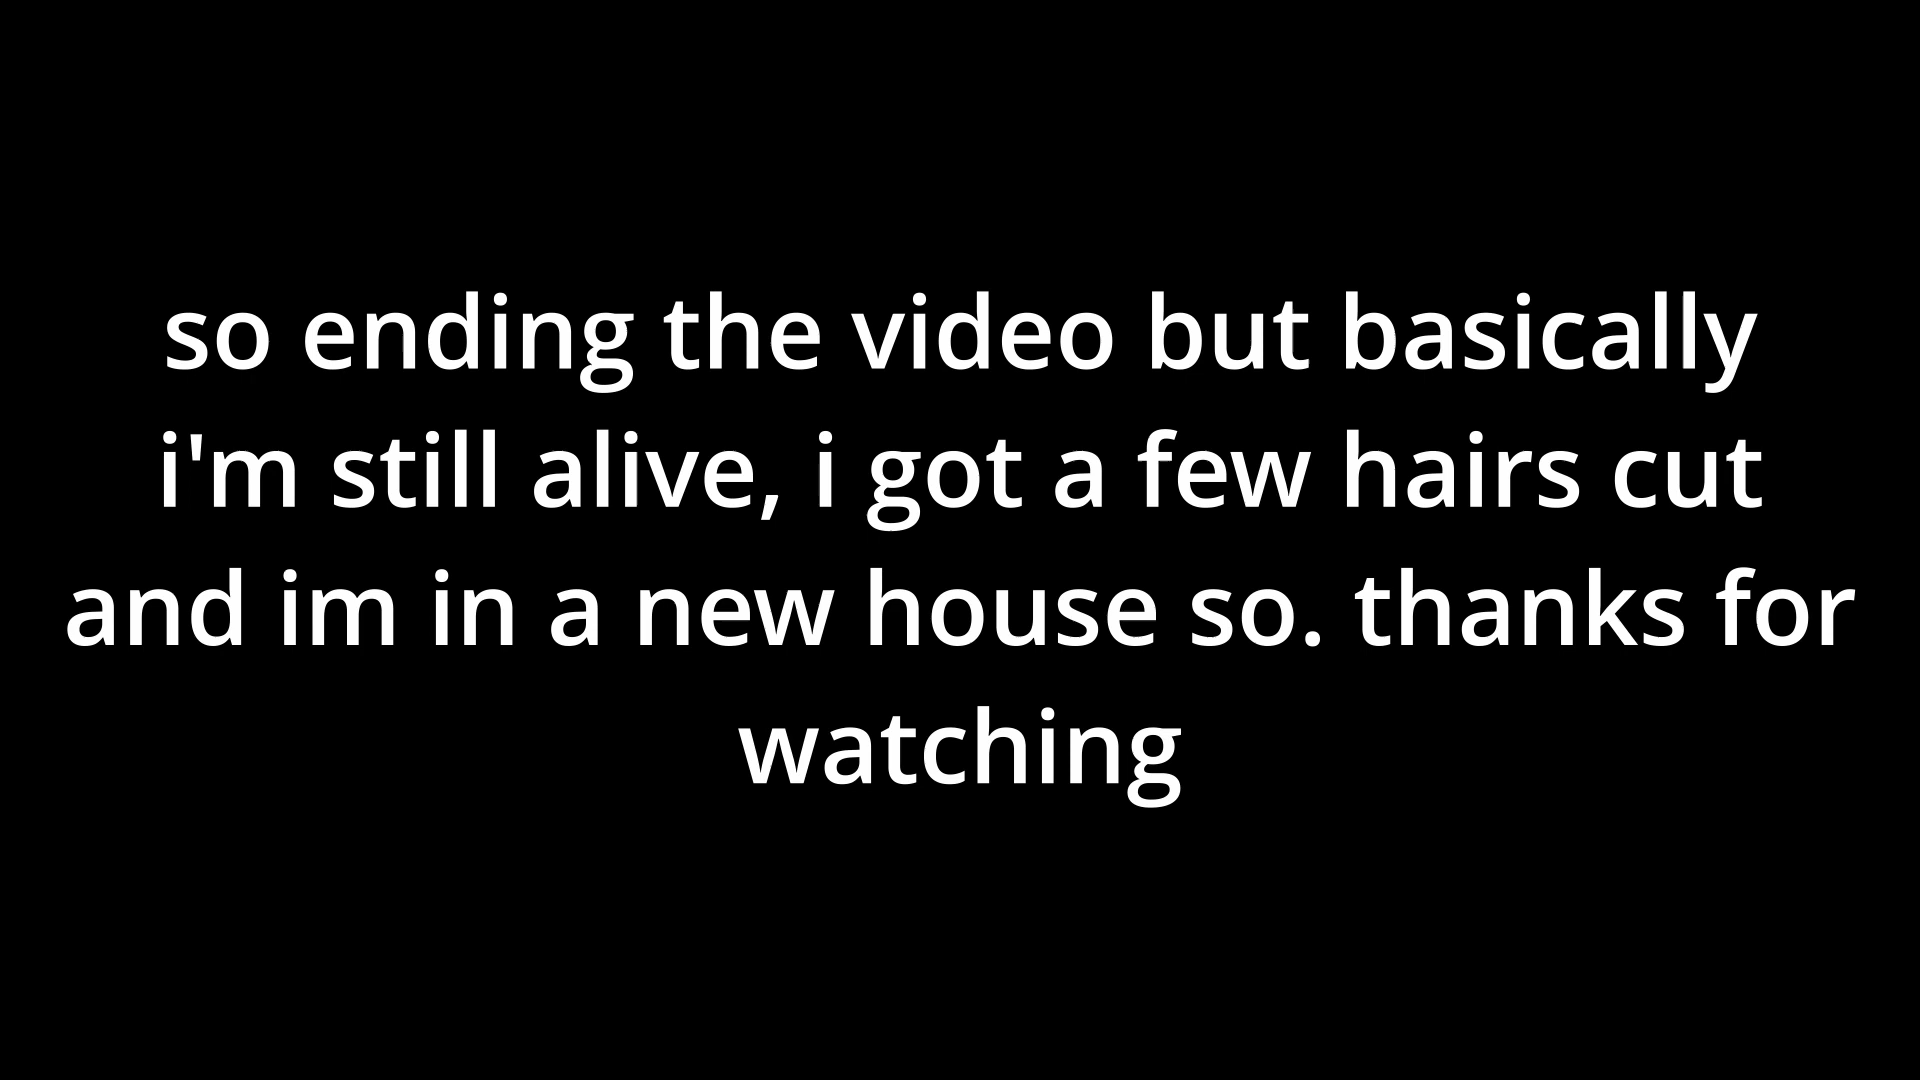 so ending the video but basically
i'm still alive, i got a few hairs cut
and im in a new house so. thanks for
watching